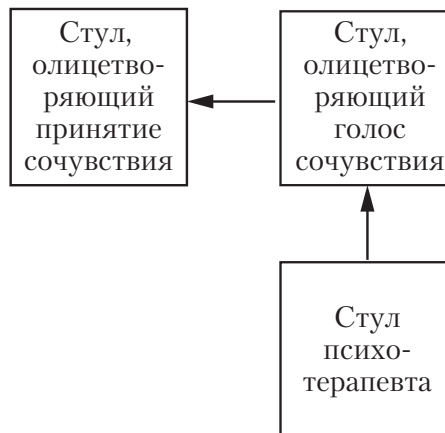 Стул,
олицетво-
ряющий
принятие
сочувствия
Стул,
олицетво-
ряющий
голос
сочувствия
Стул
психо-
терапевта